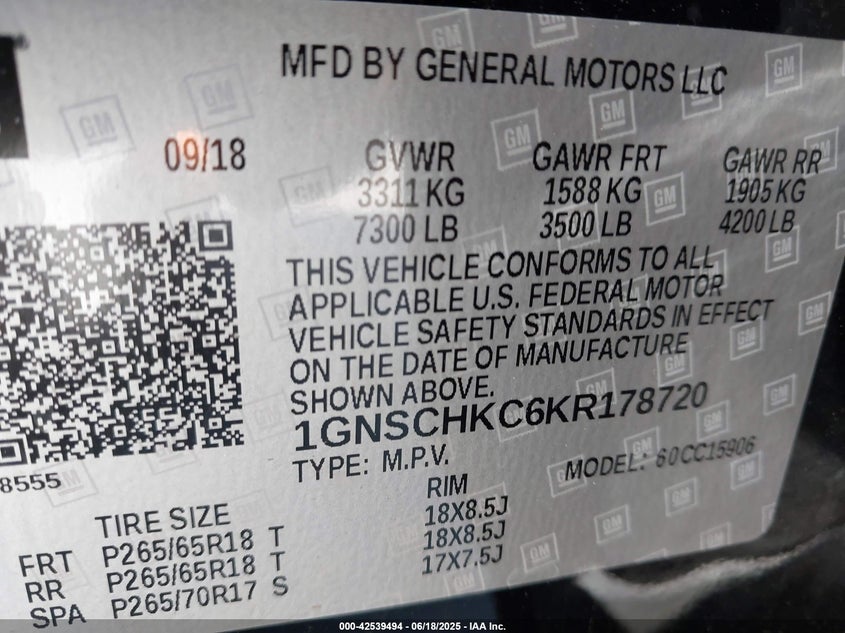 MFD BY GENERAL MOTORS LLC
09/18 GVWR GAWR FRT GAWR RR
3311 KG 1588 KG 1905 KG
7300 LB 3500 LB 4200 LB
THIS VEHICLE CONFORMS TO ALL
APPLICABLE U.S. FEDERAL MOTOR
VEHICLE SAFETY STANDARDS IN EFFECT
ON THE DATE OF MANUFACTURE
SHOWN ABOVE.
1GNSCHKC6KR178720
8555 TYPE: M.P.V. MODEL: 60CC15906
TIRE SIZE RIM
FRT P265/65R18 T 18X8.5J
RR P265/65R18 T 18X8.5J
SPA P265/70R17 S 17X7.5J
000-42539494 - 06/18/2025 - IAA Inc.